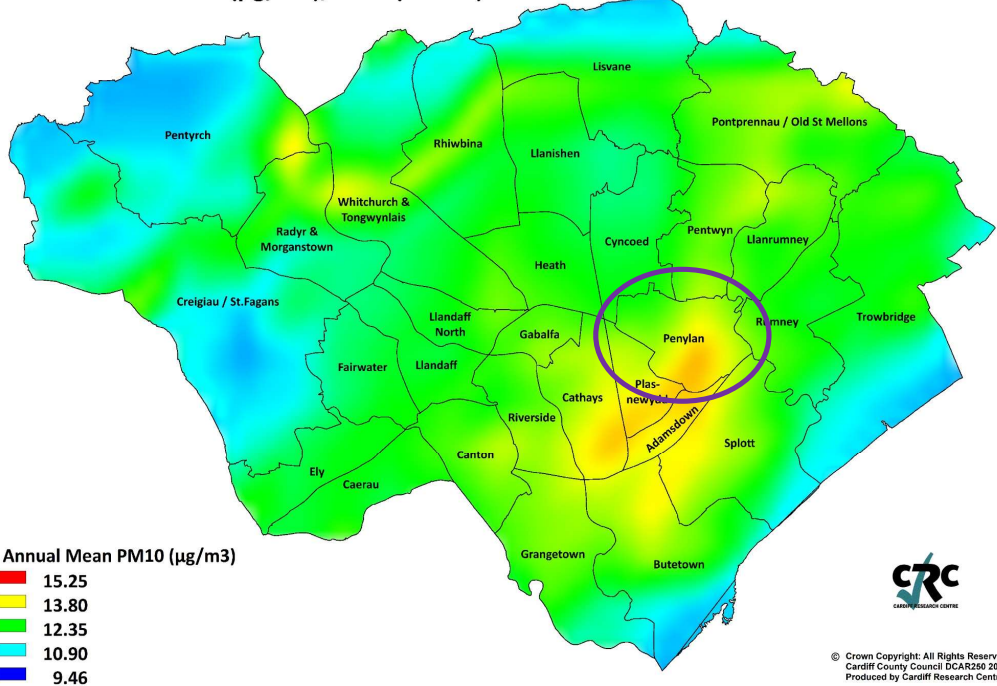 Lisvane
Pontprennau / Old St Mellons
Pentyrch
Rhiwbina
Llanishen
Whitchurch &
Tongwynlais
Radyr &
Morganstown
Pentwyn
Cyncoed
Llanrumney
Heath
Creigiau / St.Fagans
Llandaff
North
Gabalfa
Penylan
Rumney
Trowbridge
Fairwater
Llandaff
Cathays
Plas-
newydd
Riverside
Adamsdown
Splott
Canton
Ely
Caerau
Grangetown
Butetown
Annual Mean PM10 (µg/m3)
15.25
13.80
12.35
10.90
9.46
CRC
CARDIFF RESEARCH CENTRE
© Crown Copyright: All Rights
Cardiff County Council DCAR250
Produced by Cardiff Research